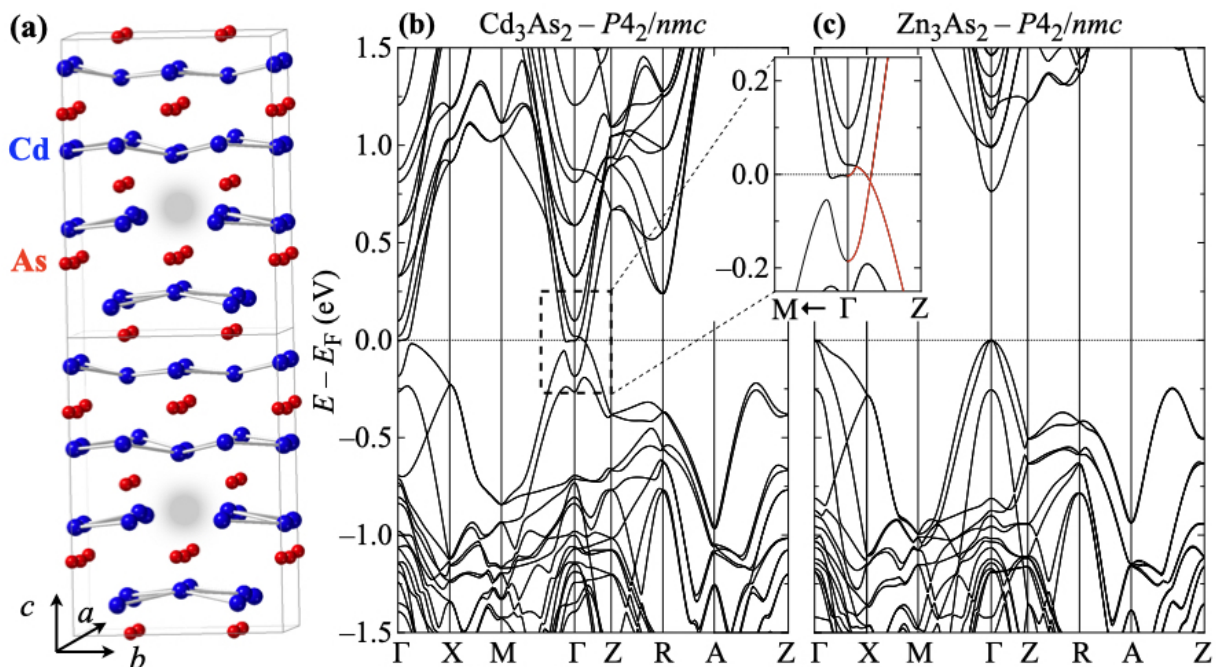 (a)
Cd
As
c
a
b
(b) Cd₃As₂ – P4₂/nmc
E – E_F (eV)
1.5
1.0
0.5
0.0
−0.5
−1.0
−1.5
Γ X M Γ Z R A Z
(c) Zn₃As₂ – P4₂/nmc
0.2
0.0
−0.2
M ← Γ Z
Γ X M Γ Z R A Z